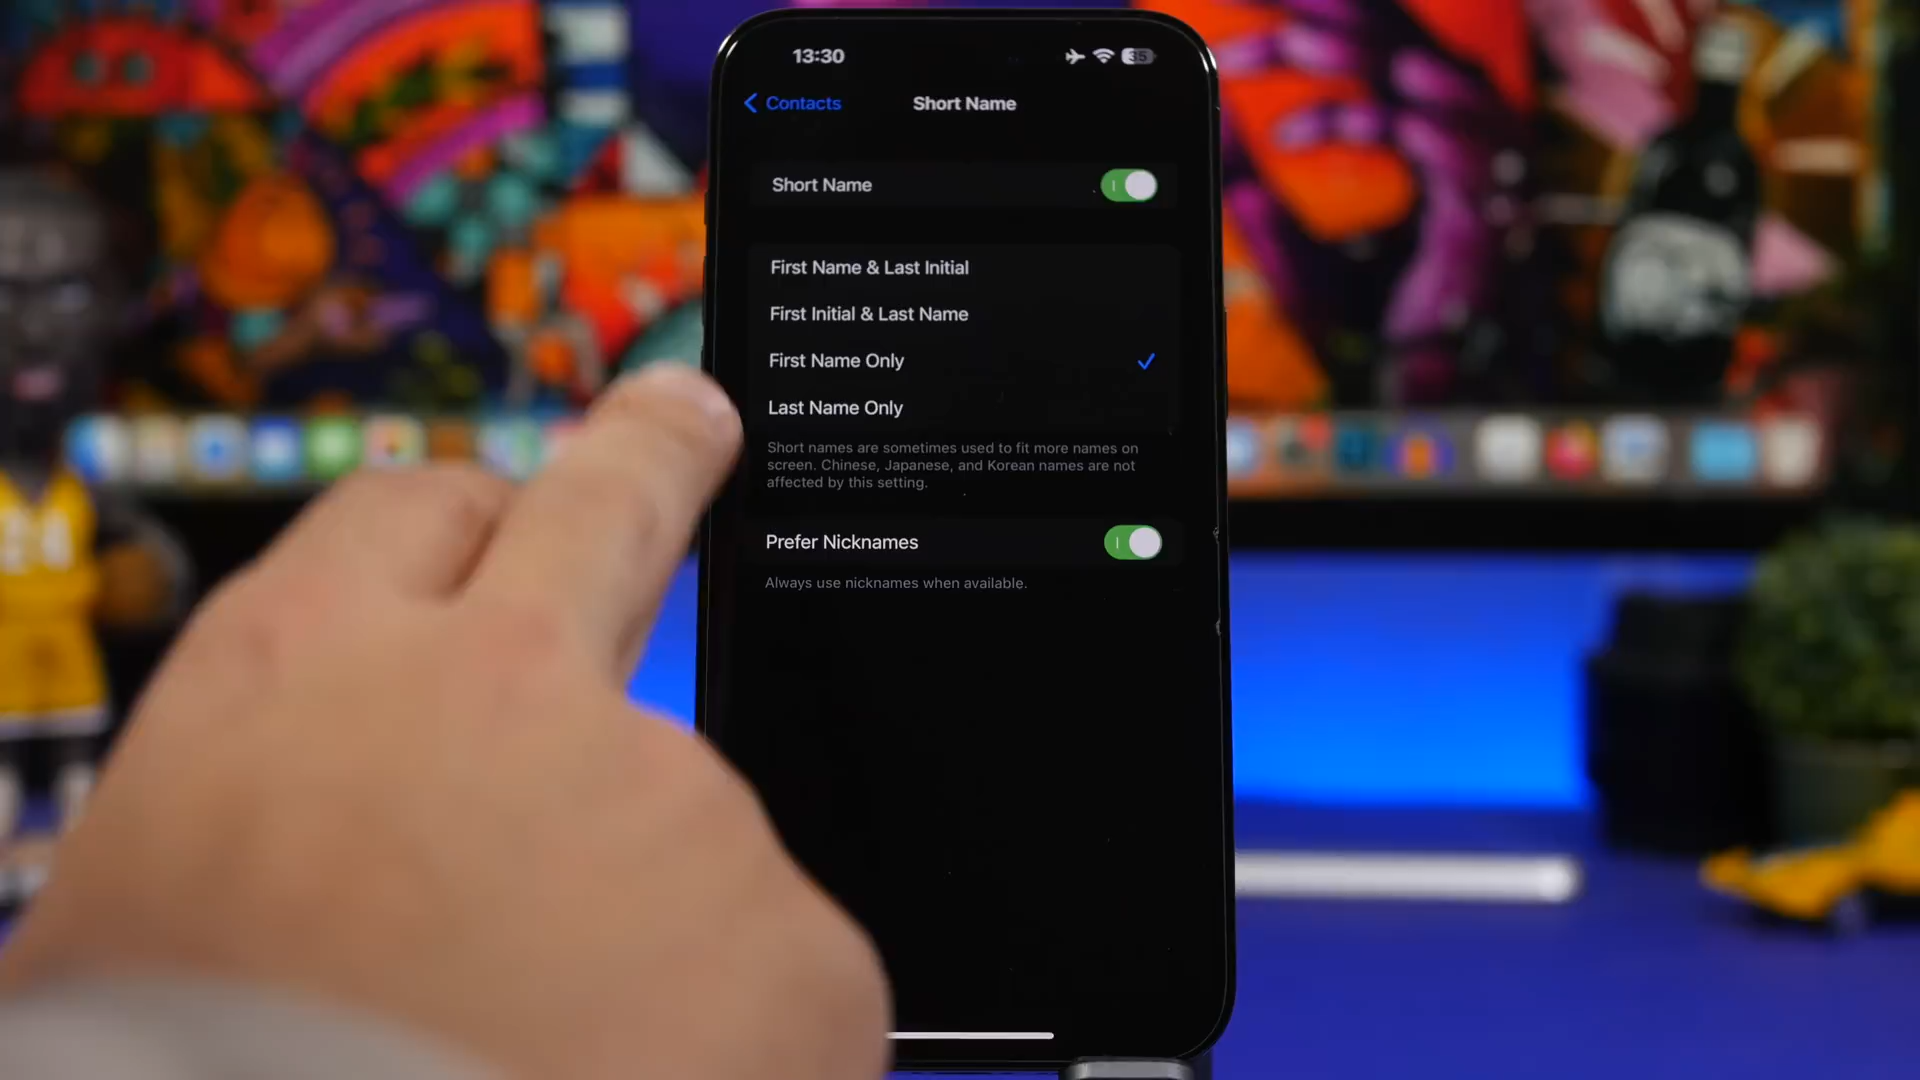 13:30
35
Contacts
Short Name
Short Name
First Name & Last Initial
First Initial & Last Name
First Name Only
Last Name Only
Short names are sometimes used to fit more names on
screen. Chinese, Japanese, and Korean names are not
affected by this setting.
Prefer Nicknames
Always use nicknames when available.
24